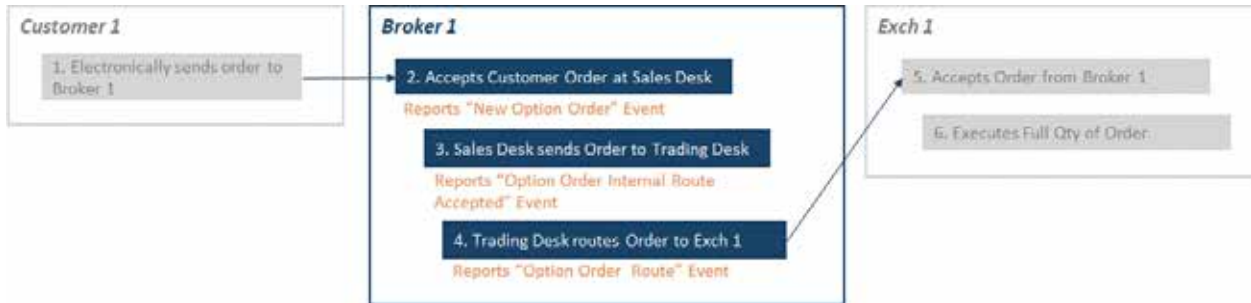 Customer 1
1. Electronically sends order to
Broker 1
Broker 1
2. Accepts Customer Order at Sales Desk
Reports "New Option Order" Event
3. Sales Desk sends Order to Trading Desk
Reports "Option Order Internal Route
Accepted" Event
4. Trading Desk routes Order to Exch 1
Reports "Option Order Route" Event
Exch 1
5. Accepts Order from Broker 1
6. Executes Full Qty of Order.